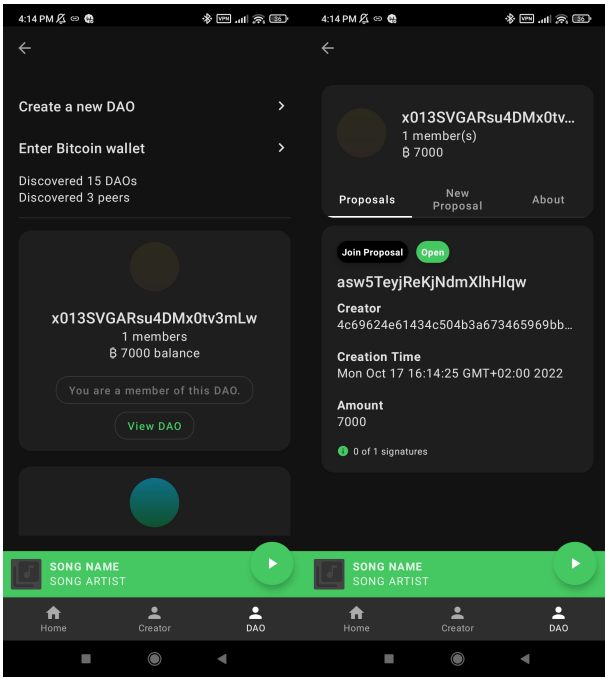 4:14 PM
VPN
36
Create a new DAO
Enter Bitcoin wallet
Discovered 15 DAOs
Discovered 3 peers
x013SVGARsu4DMx0tv3mLw
1 members
฿ 7000 balance
You are a member of this DAO.
View DAO
SONG NAME
SONG ARTIST
Home
Creator
DAO
4:14 PM
VPN
36
x013SVGARsu4DMx0tv...
1 member(s)
฿ 7000
Proposals
New
Proposal
About
Join Proposal
Open
asw5TeyjReKjNdmXlhHlqw
Creator
4c69624e61434c504b3a673465969bb...
Creation Time
Mon Oct 17 16:14:25 GMT+02:00 2022
Amount
7000
0 of 1 signatures
SONG NAME
SONG ARTIST
Home
Creator
DAO